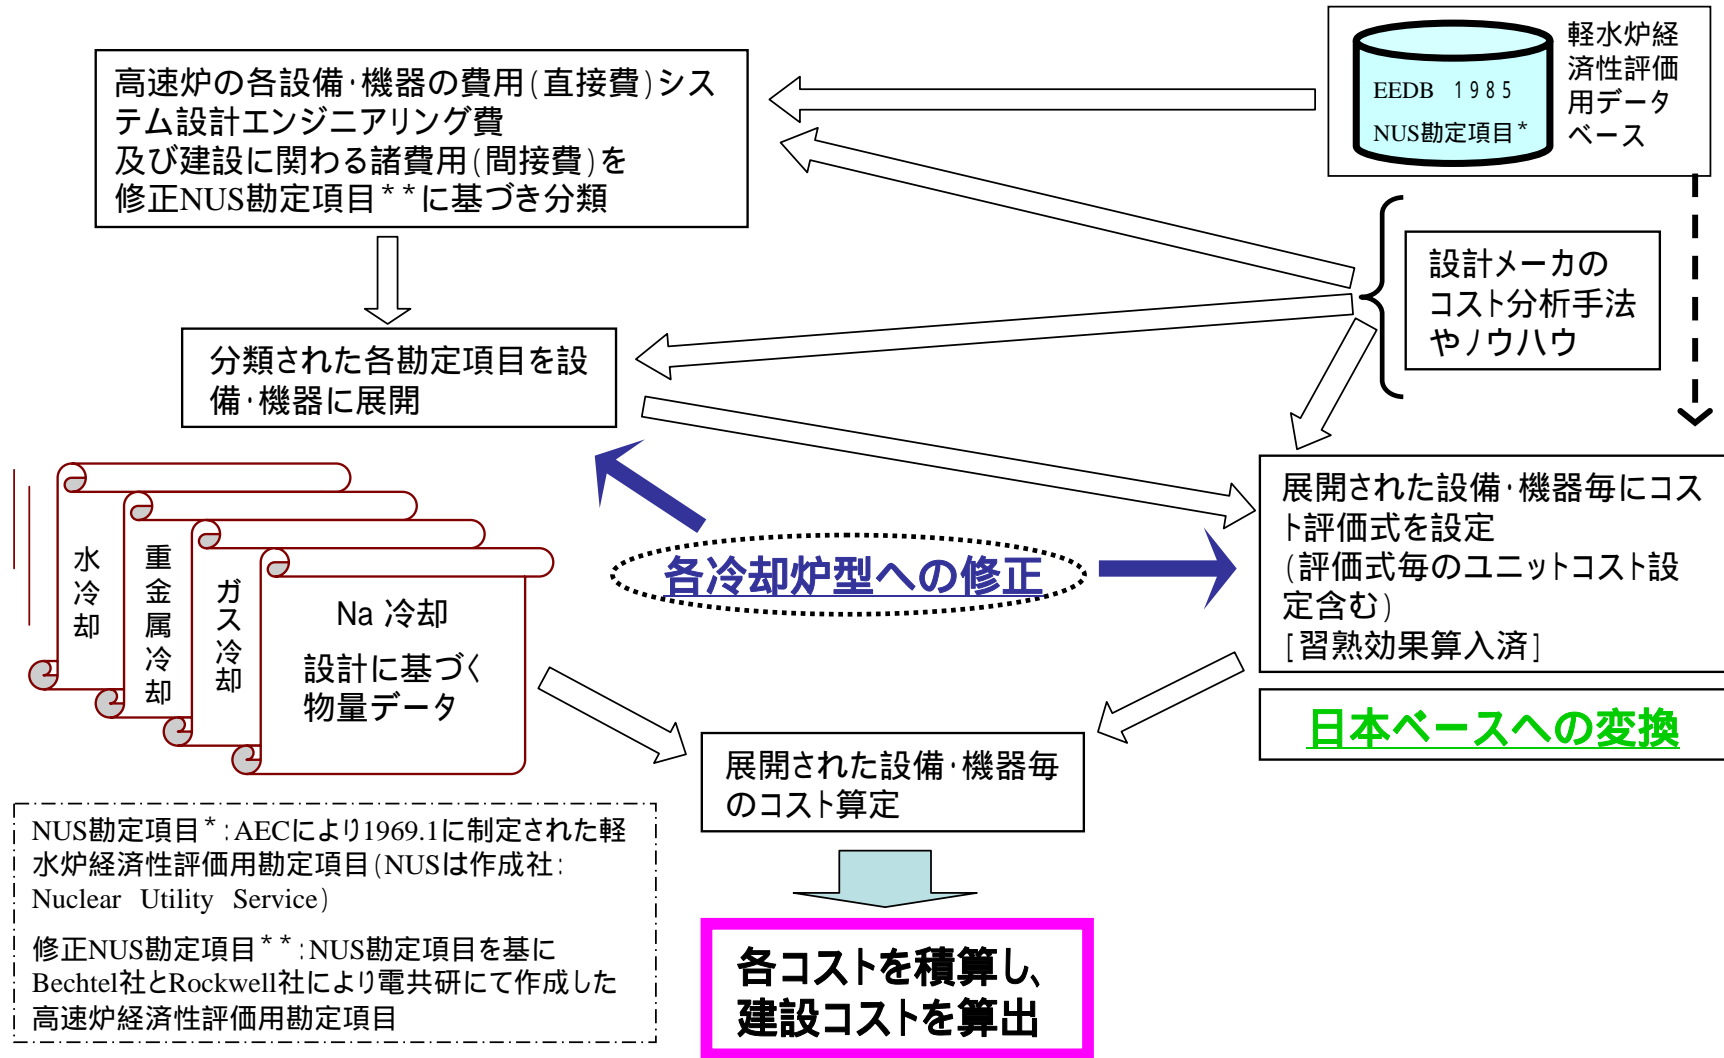 高速炉の各設備・機器の費用(直接費)シス
テム設計エンジニアリング費
及び建設に関わる諸費用(間接費)を
修正NUS勘定項目**に基づき分類
EEDB 1985
NUS勘定項目*
軽水炉経
済性評価
用データ
ベース
設計メーカの
コスト分析手法
やノウハウ
分類された各勘定項目を設
備・機器に展開
展開された設備・機器毎にコス
ト評価式を設定
(評価式毎のユニットコスト設
定含む)
[習熟効果算入済]
日本ベースへの変換
各冷却炉型への修正
水冷却
重金属冷却
ガス冷却
Na 冷却
設計に基づく
物量データ
展開された設備・機器毎
のコスト算定
各コストを積算し、
建設コストを算出
NUS勘定項目*:AECにより1969.1に制定された軽
水炉経済性評価用勘定項目(NUSは作成社:
Nuclear Utility Service)
修正NUS勘定項目**:NUS勘定項目を基に
Bechtel社とRockwell社により電共研にて作成した
高速炉経済性評価用勘定項目